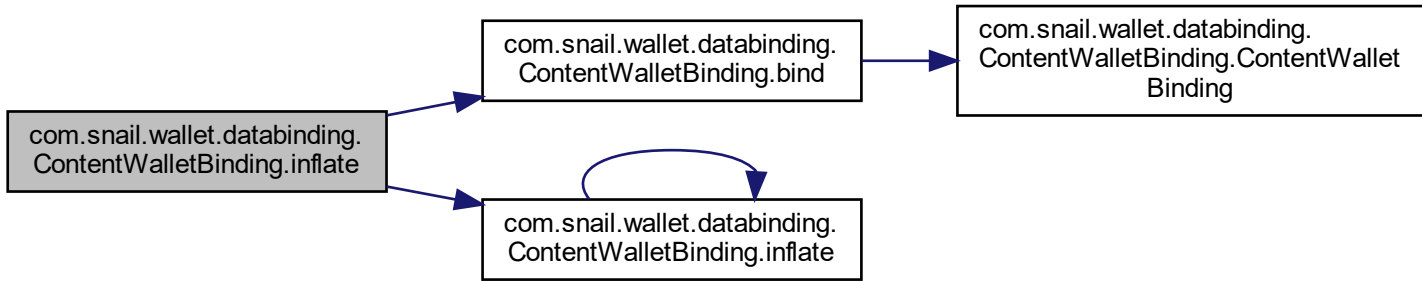 com.snail.wallet.databinding.
ContentWalletBinding.inflate
com.snail.wallet.databinding.
ContentWalletBinding.bind
com.snail.wallet.databinding.
ContentWalletBinding.ContentWallet
Binding
com.snail.wallet.databinding.
ContentWalletBinding.inflate